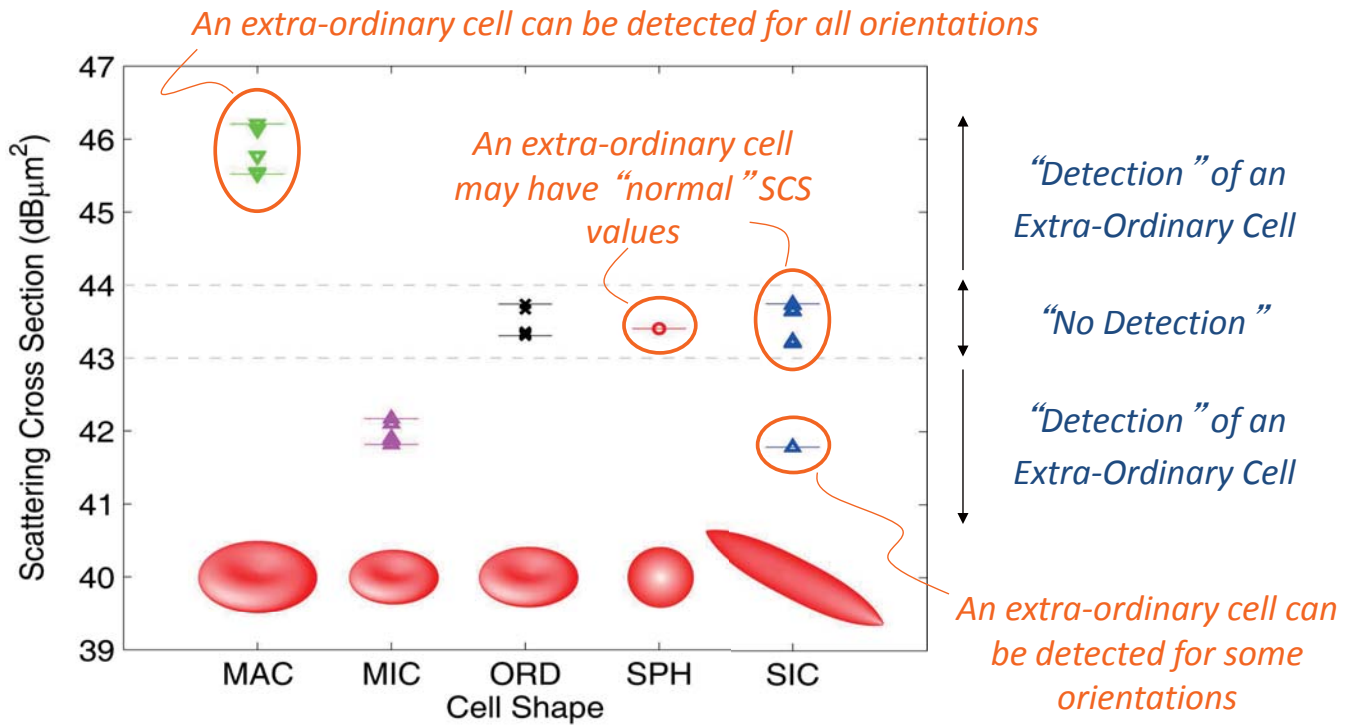 An extra-ordinary cell can be detected for all orientations
47
46
45
44
43
42
41
40
39
Scattering Cross Section (dBµm²)
An extra-ordinary cell
may have “normal” SCS
values
“Detection” of an
Extra-Ordinary Cell
“No Detection”
“Detection” of an
Extra-Ordinary Cell
An extra-ordinary cell can
be detected for some
orientations
MAC MIC ORD SPH SIC
Cell Shape